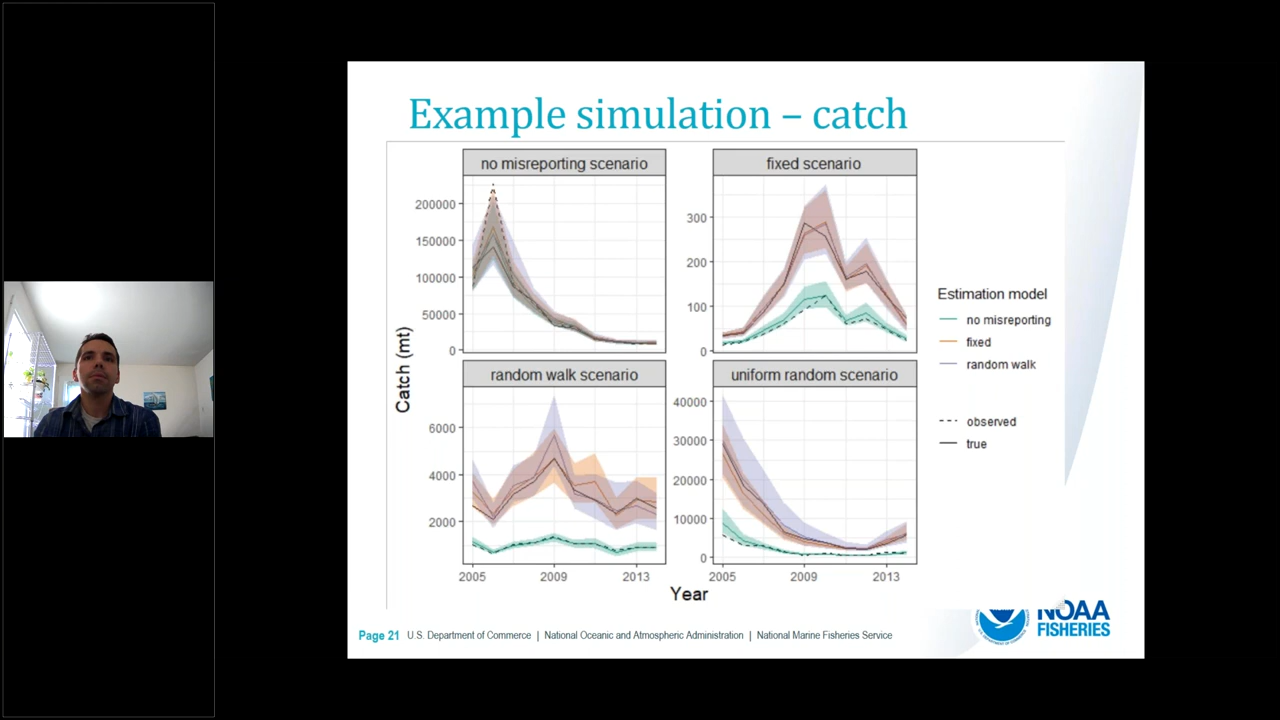 Example simulation – catch
no misreporting scenario
fixed scenario
200000
150000
100000
50000
0
300
200
100
0
Catch (mt)
random walk scenario
uniform random scenario
6000
4000
2000
40000
30000
20000
10000
0
2005
2009
2013
2005
2009
2013
Year
Estimation model
no misreporting
fixed
random walk
observed
true
Page 21 U.S. Department of Commerce | National Oceanic and Atmospheric Administration | National Marine Fisheries Service
NOAA
FISHERIES